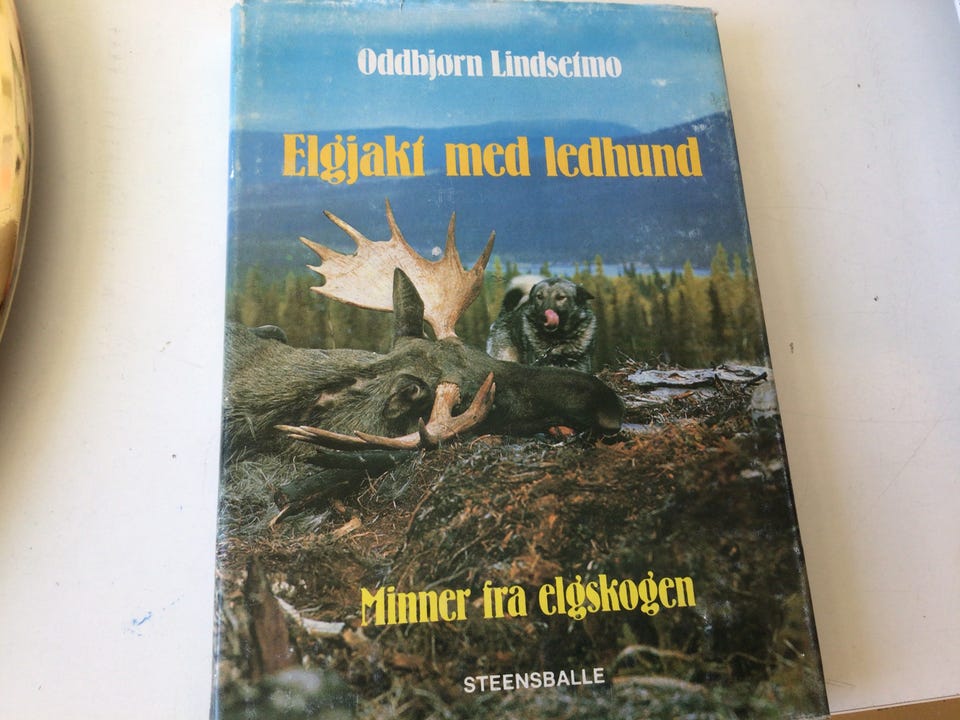 Oddbjørn Lindsetmo
Elgjakt med ledhund
Minner fra elgskogen
STEENSBALLE